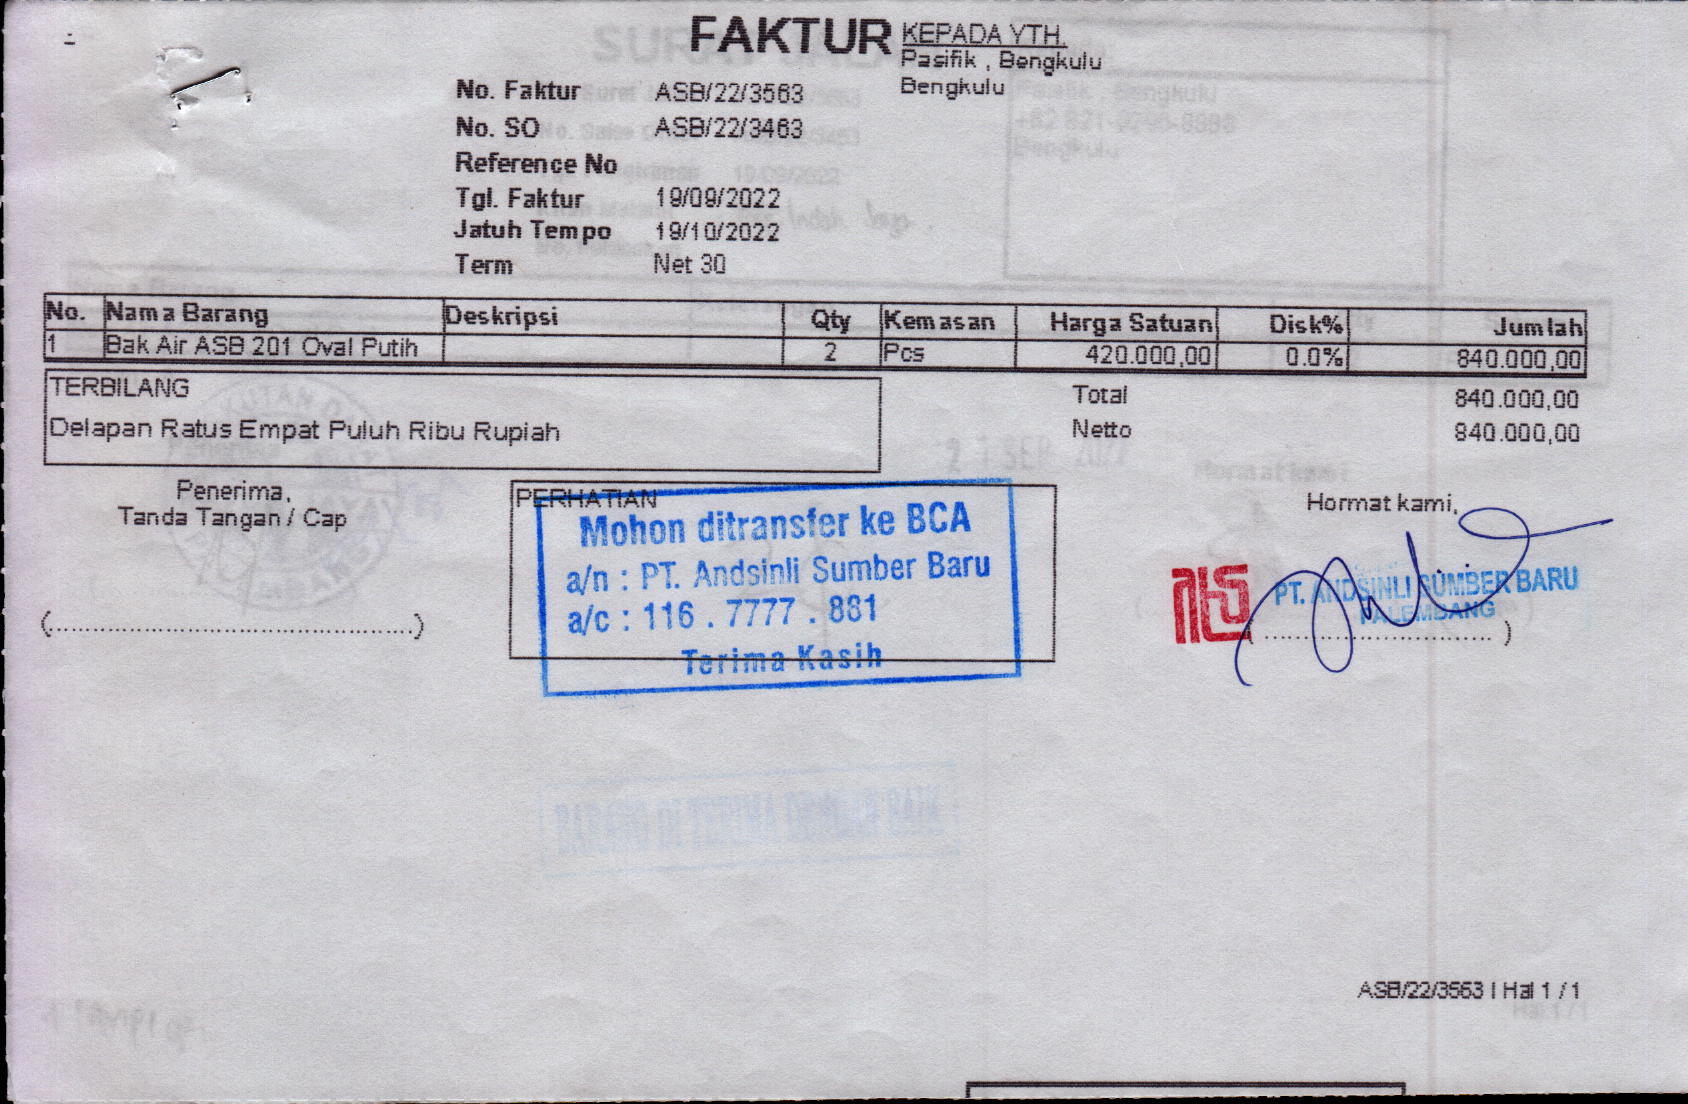 FAKTUR
KEPADA YTH.
Pasifik , Bengkulu
Bengkulu
No. Faktur ASB/22/3563
No. SO ASB/22/3463
Reference No
Tgl. Faktur 19/09/2022
Jatuh Tempo 19/10/2022
Term Net 30
No. Nama Barang Deskripsi Qty Kemasan Harga Satuan Disk% Jumlah
1 Bak Air ASB 201 Oval Putih 2 Pcs 420.000,00 0.0% 840.000,00
TERBILANG
Delapan Ratus Empat Puluh Ribu Rupiah
Total 840.000,00
Netto 840.000,00
Penerima,
Tanda Tangan / Cap
(................................................)
PERHATIAN
Mohon ditransfer ke BCA
a/n : PT. Andsinli Sumber Baru
a/c : 116 . 7777 . 881
Terima Kasih
Hormat kami,
PT. ANDSINLI SUMBER BARU
PALEMBANG
(..............................)
BARANG DI TERIMA DENGAN BAIK
ASB/22/3563 | Hal 1 / 1